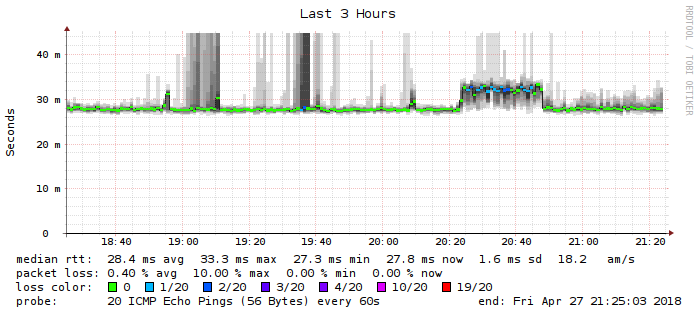 Last 3 Hours
RRDTOOL / TOBI OETIKER
Seconds
40 m
30 m
20 m
10 m
0
18:40 19:00 19:20 19:40 20:00 20:20 20:40 21:00 21:20
median rtt: 28.4 ms avg 33.3 ms max 27.3 ms min 27.8 ms now 1.6 ms sd 18.2 am/s
packet loss: 0.40 % avg 10.00 % max 0.00 % min 0.00 % now
loss color: 0 1/20 2/20 3/20 4/20 10/20 19/20
probe: 20 ICMP Echo Pings (56 Bytes) every 60s end: Fri Apr 27 21:25:03 2018